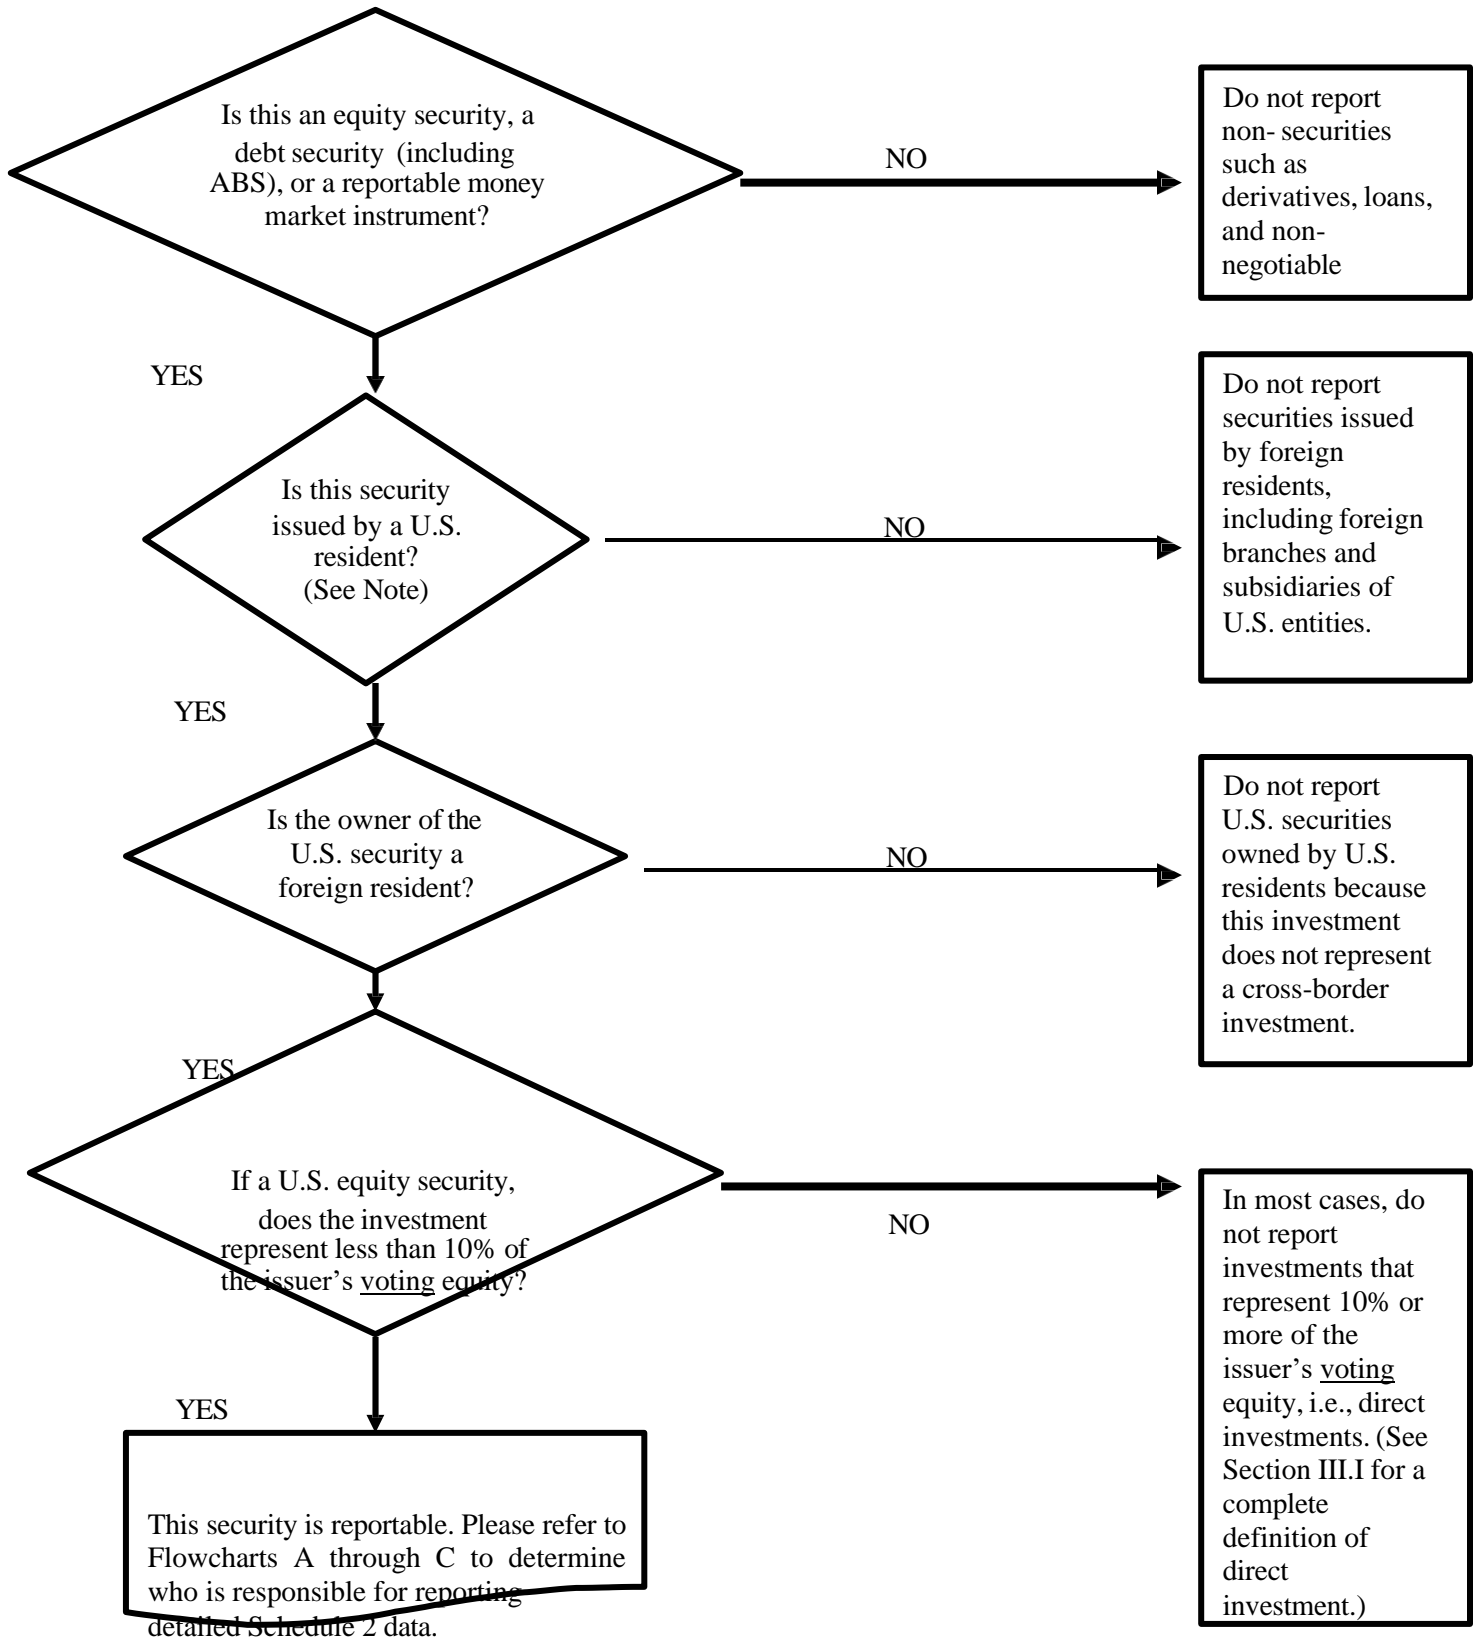 Is this an equity security, a
debt security (including
ABS), or a reportable money
market instrument?
NO
Do not report
non- securities
such as
derivatives, loans,
and non-
negotiable
YES
Is this security
issued by a U.S.
resident?
(See Note)
NO
Do not report
securities issued
by foreign
residents,
including foreign
branches and
subsidiaries of
U.S. entities.
YES
Is the owner of the
U.S. security a
foreign resident?
NO
Do not report
U.S. securities
owned by U.S.
residents because
this investment
does not represent
a cross-border
investment.
YES
If a U.S. equity security,
does the investment
represent less than 10% of
the issuer’s voting equity?
NO
In most cases, do
not report
investments that
represent 10% or
more of the
issuer’s voting
equity, i.e., direct
investments. (See
Section III.I for a
complete
definition of
direct
investment.)
YES
This security is reportable. Please refer to
Flowcharts A through C to determine
who is responsible for reporting
detailed Schedule 2 data.